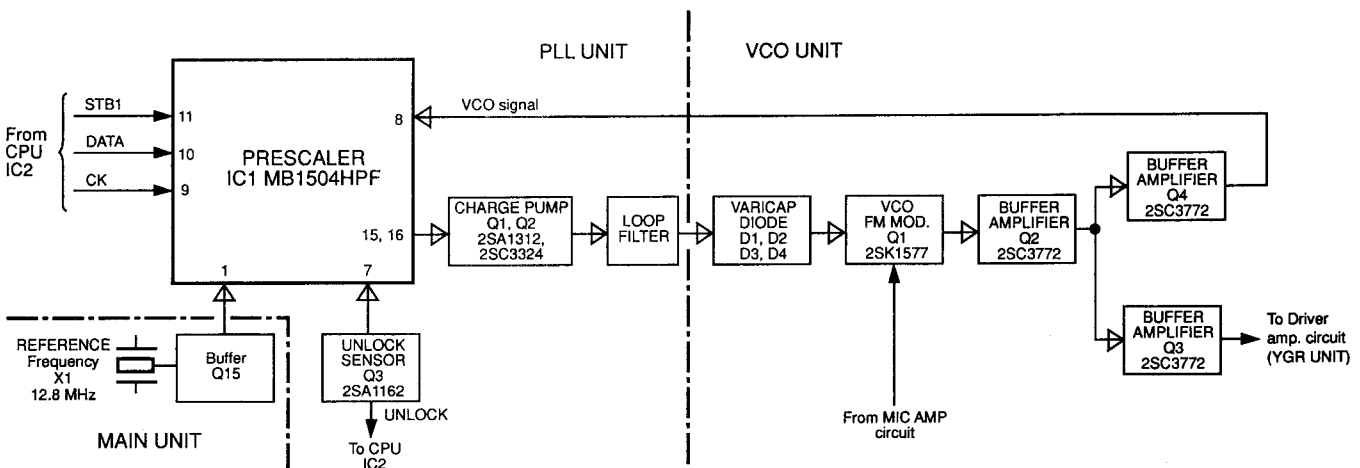 PLL UNIT
VCO UNIT
From
CPU
IC2
STB1
DATA
CK
11
10
9
8
15, 16
1
7
PRESCALER
IC1 MB1504HPF
VCO signal
CHARGE PUMP
Q1, Q2
2SA1312,
2SC3324
LOOP
FILTER
VARICAP
DIODE
D1, D2
D3, D4
VCO
FM MOD.
Q1
2SK1577
BUFFER
AMPLIFIER
Q2
2SC3772
BUFFER
AMPLIFIER
Q4
2SC3772
BUFFER
AMPLIFIER
Q3
2SC3772
To Driver
amp. circuit
(YGR UNIT)
From MIC AMP
circuit
REFERENCE
Frequency
X1
12.8 MHz
Buffer
Q15
UNLOCK
SENSOR
Q3
2SA1162
UNLOCK
To CPU
IC2
MAIN UNIT